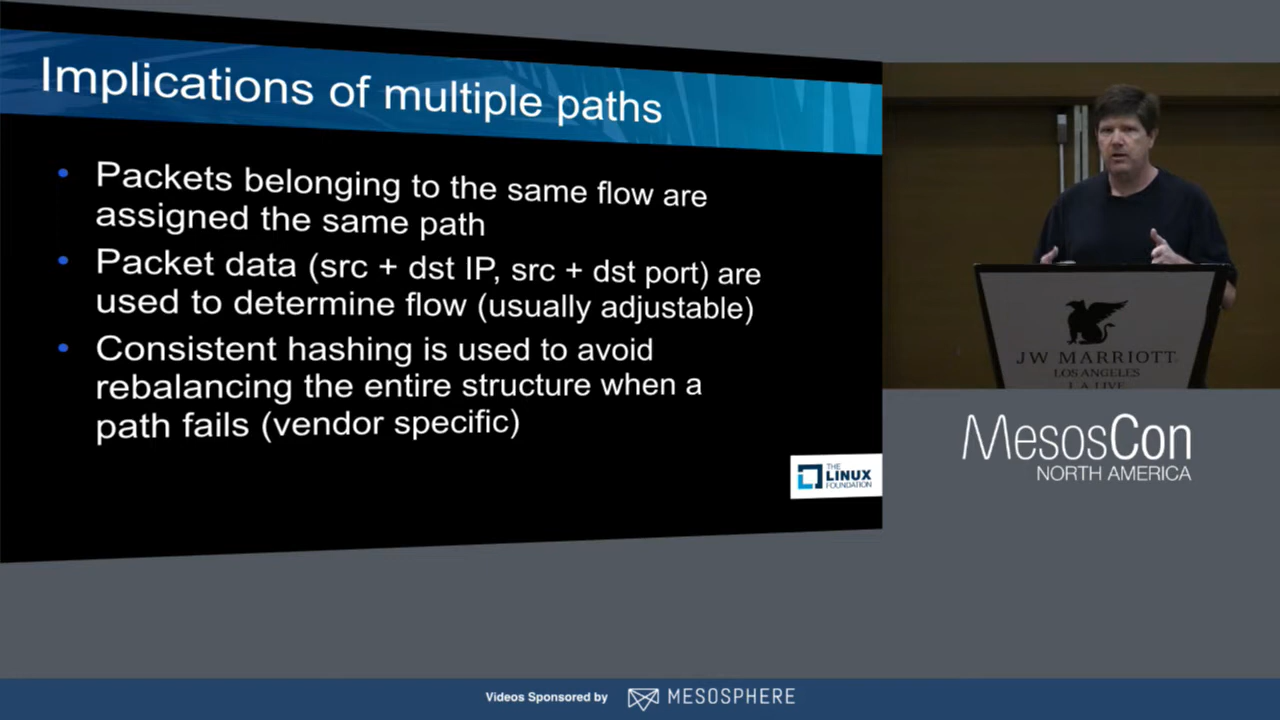 Implications of multiple paths
• Packets belonging to the same flow are
assigned the same path
• Packet data (src + dst IP, src + dst port) are
used to determine flow (usually adjustable)
• Consistent hashing is used to avoid
rebalancing the entire structure when a
path fails (vendor specific)
THE
LINUX
FOUNDATION
JW MARRIOTT
LOS ANGELES
L.A. LIVE
MesosCon
NORTH AMERICA
Videos Sponsored by MESOSPHERE